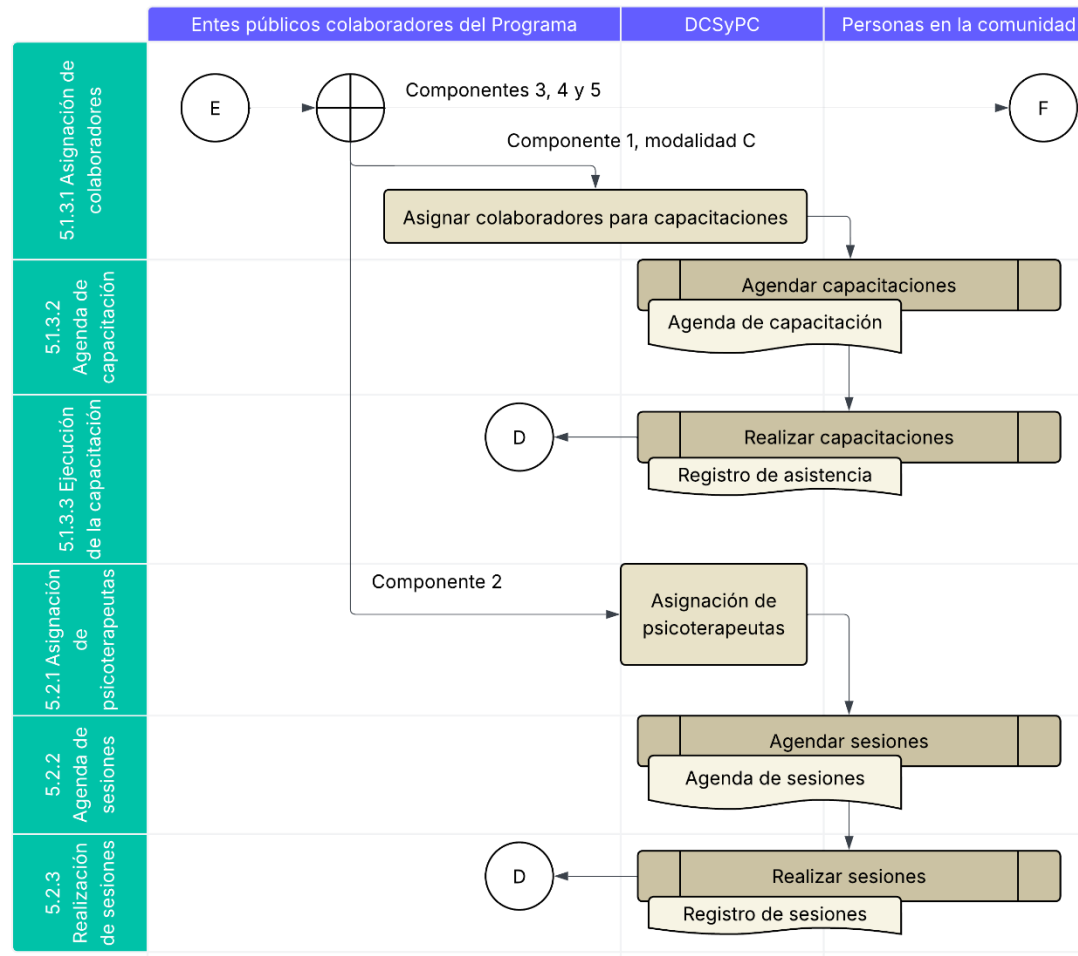 Entes públicos colaboradores del Programa
DCSyPC
Personas en la comunidad
5.1.3.1 Asignación de
colaboradores
E
Componentes 3, 4 y 5
F
Componente 1, modalidad C
Asignar colaboradores para capacitaciones
5.1.3.2
Agenda de
capacitación
Agendar capacitaciones
Agenda de capacitación
5.1.3.3 Ejecución
de la capacitación
D
Realizar capacitaciones
Registro de asistencia
5.2.1 Asignación
de
psicoterapeutas
Componente 2
Asignación de
psicoterapeutas
5.2.2
Agenda de
sesiones
Agendar sesiones
Agenda de sesiones
5.2.3
Realización
de sesiones
D
Realizar sesiones
Registro de sesiones